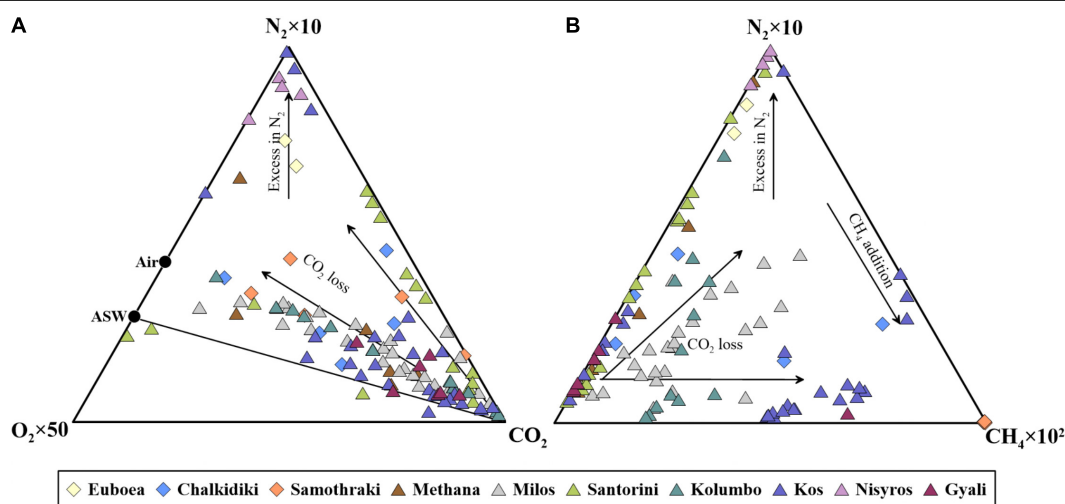 A
N₂×10
Excess in N₂
CO₂ loss
Air
ASW
O₂×50
CO₂
B
N₂×10
Excess in N₂
CH₄ addition
CO₂ loss
CO₂
CH₄×10²
Euboea Chalkidiki Samothraki Methana Milos Santorini Kolumbo Kos Nisyros Gyali